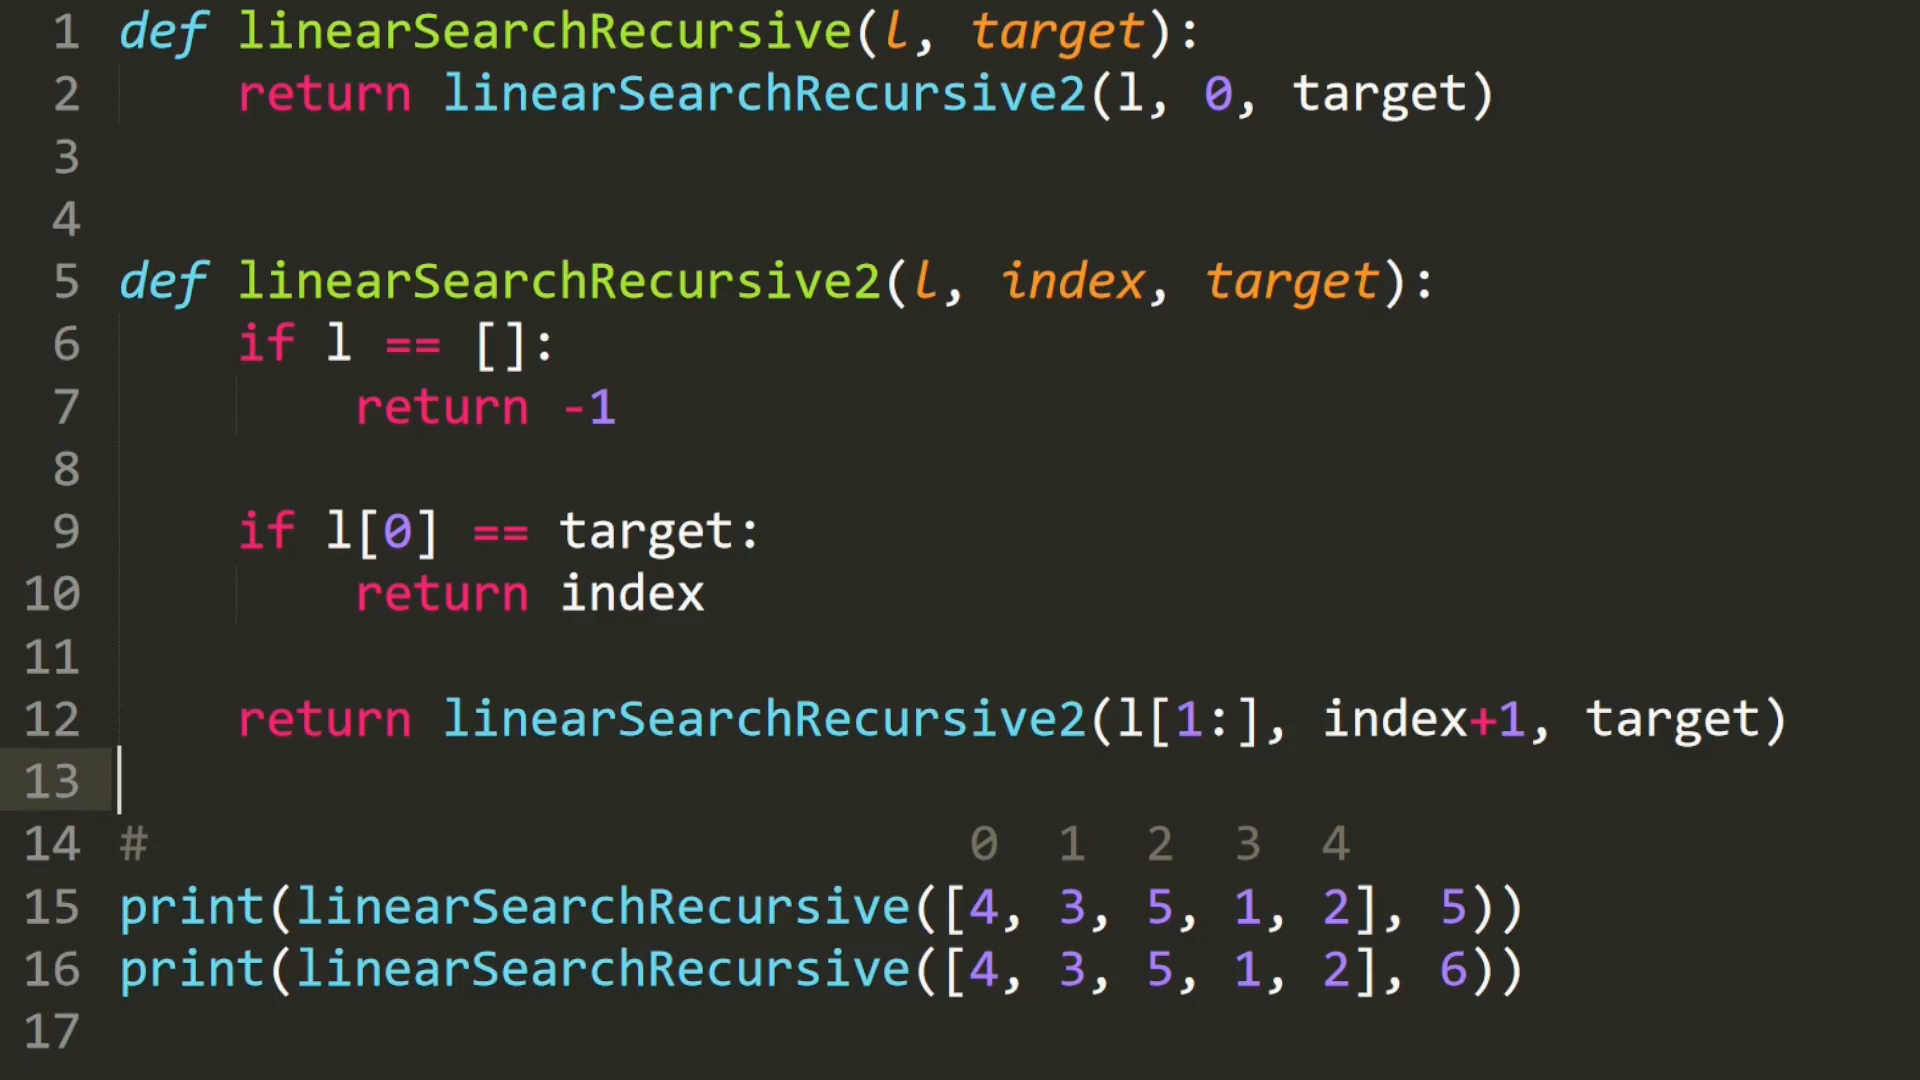 1 def linearSearchRecursive(l, target):
2     return linearSearchRecursive2(l, 0, target)
3
4
5 def linearSearchRecursive2(l, index, target):
6     if l == []:
7         return -1
8
9     if l[0] == target:
10         return index
11
12     return linearSearchRecursive2(l[1:], index+1, target)
13
14 #                            0  1  2  3  4
15 print(linearSearchRecursive([4, 3, 5, 1, 2], 5))
16 print(linearSearchRecursive([4, 3, 5, 1, 2], 6))
17